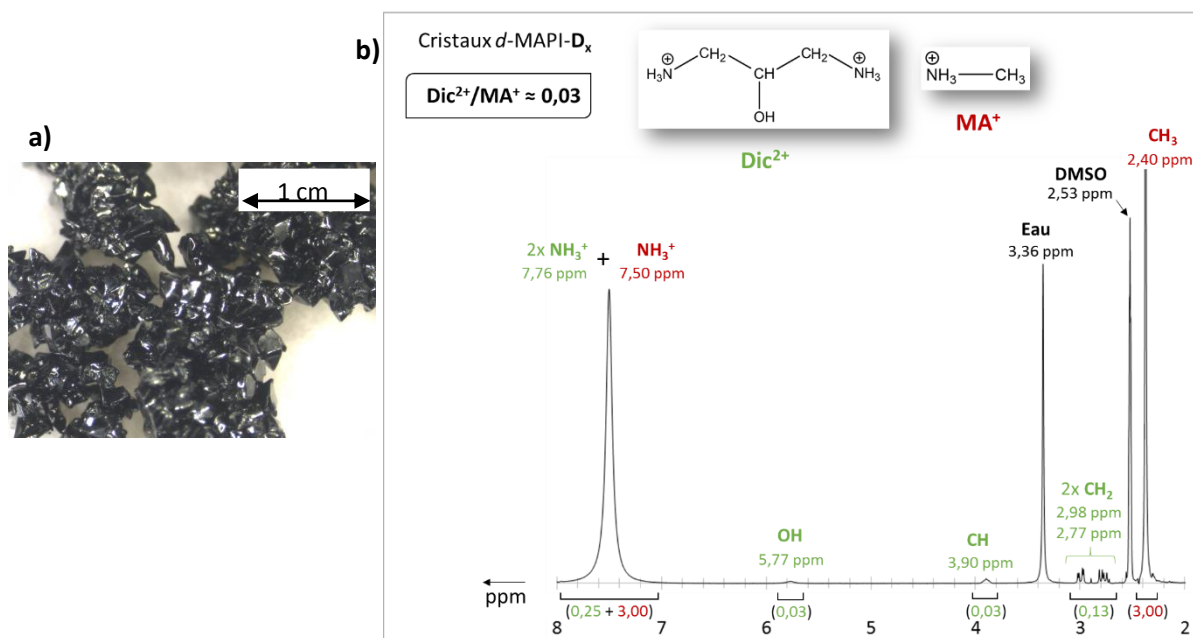 a)
1 cm
b)
Cristaux d-MAPI-Dₓ
Dic²⁺/MA⁺ ≈ 0,03
⊕
H₃N
CH₂
CH
CH₂
⊕
NH₃
OH
Dic²⁺
⊕
NH₃
CH₃
MA⁺
CH₃
2,40 ppm
DMSO
2,53 ppm
Eau
3,36 ppm
2x NH₃⁺
7,76 ppm
+
NH₃⁺
7,50 ppm
2x CH₂
2,98 ppm
2,77 ppm
OH
5,77 ppm
CH
3,90 ppm
ppm
(0,25 + 3,00)
(0,03)
(0,03)
(0,13)
(3,00)
8 7 6 5 4 3 2